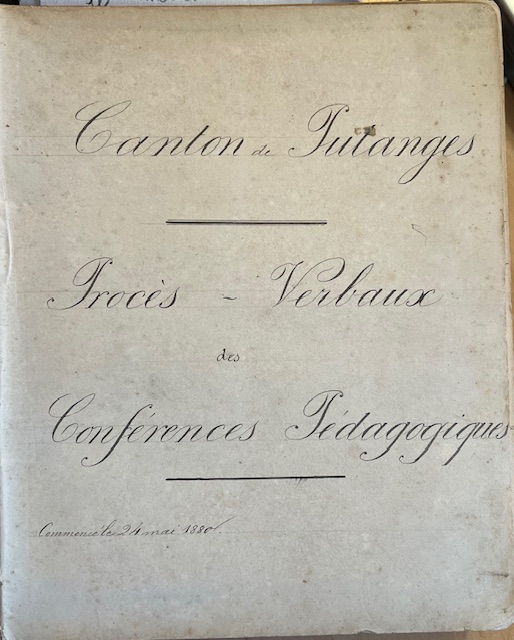 Canton de Putanges
Procès - Verbaux
des
Conférences Pédagogiques
Commencé le 24 mai 1880.